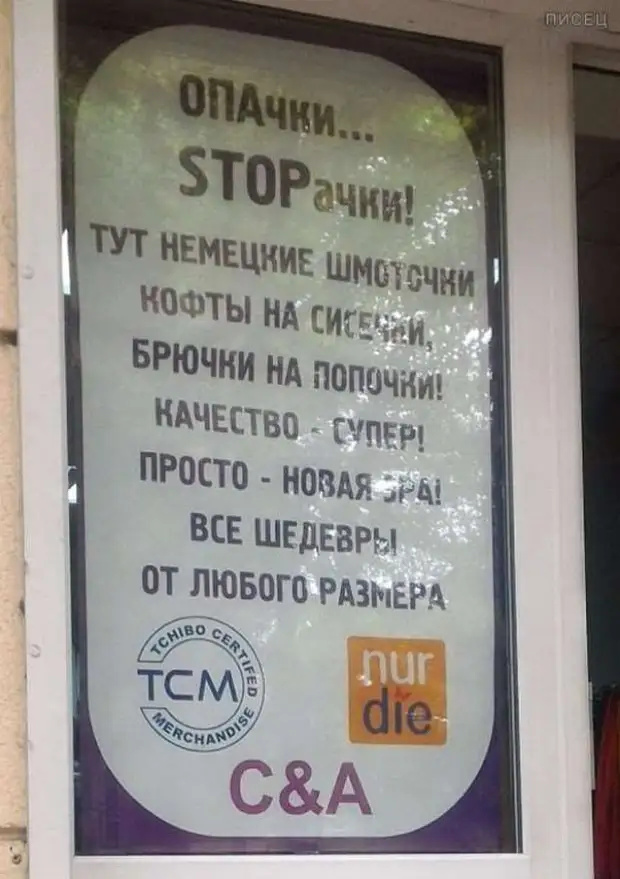 ПИСЕЦ
ОПАЧКИ...
STOPАЧКИ!
ТУТ НЕМЕЦКИЕ ШМОТОЧКИ
КОФТЫ НА СИСЕЧКИ,
БРЮЧКИ НА ПОПОЧКИ!
КАЧЕСТВО - СУПЕР!
ПРОСТО - НОВАЯ ЭРА!
ВСЕ ШЕДЕВРЫ
ОТ ЛЮБОГО РАЗМЕРА
TCHIBO CERTIFED
TCM
MERCHANDISE
nur
die
C&A